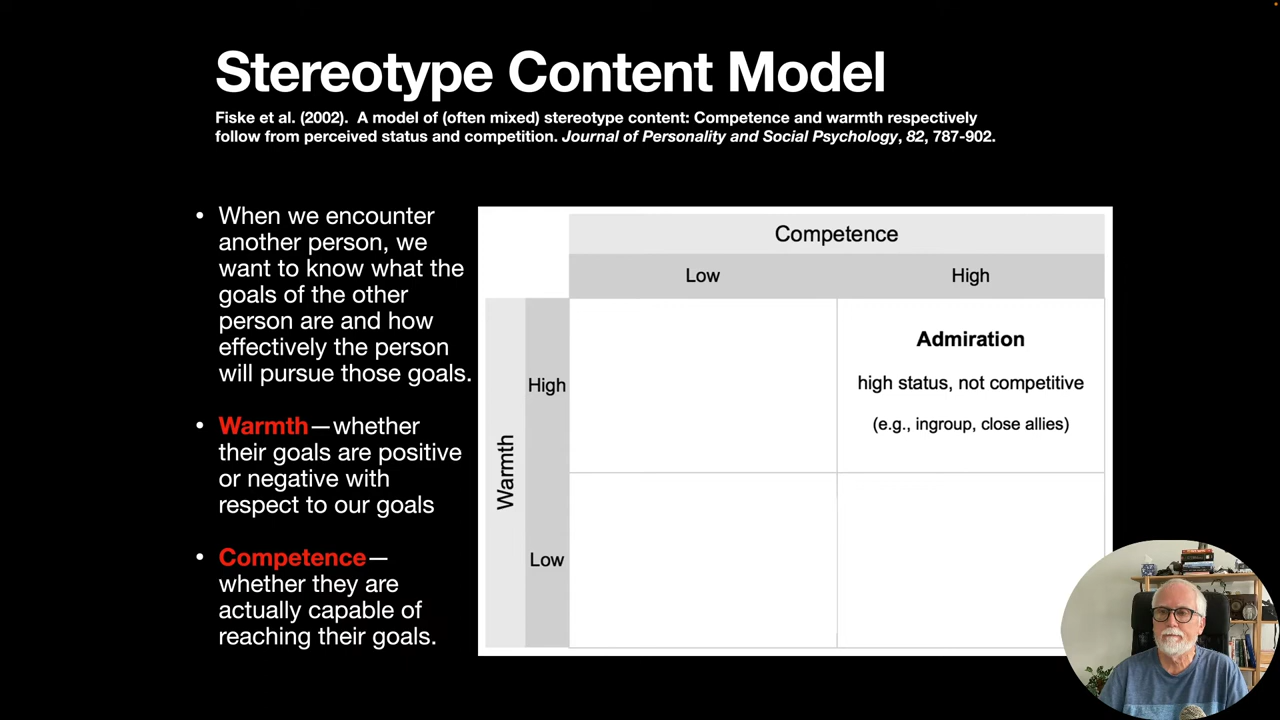 Stereotype Content Model
Fiske et al. (2002).  A model of (often mixed) stereotype content: Competence and warmth respectively
follow from perceived status and competition. Journal of Personality and Social Psychology, 82, 787-902.
• When we encounter
another person, we
want to know what the
goals of the other
person are and how
effectively the person
will pursue those goals.
• Warmth—whether
their goals are positive
or negative with
respect to our goals
• Competence—
whether they are
actually capable of
reaching their goals.
Competence
Low
High
Warmth
High
Admiration
high status, not competitive
(e.g., ingroup, close allies)
Low